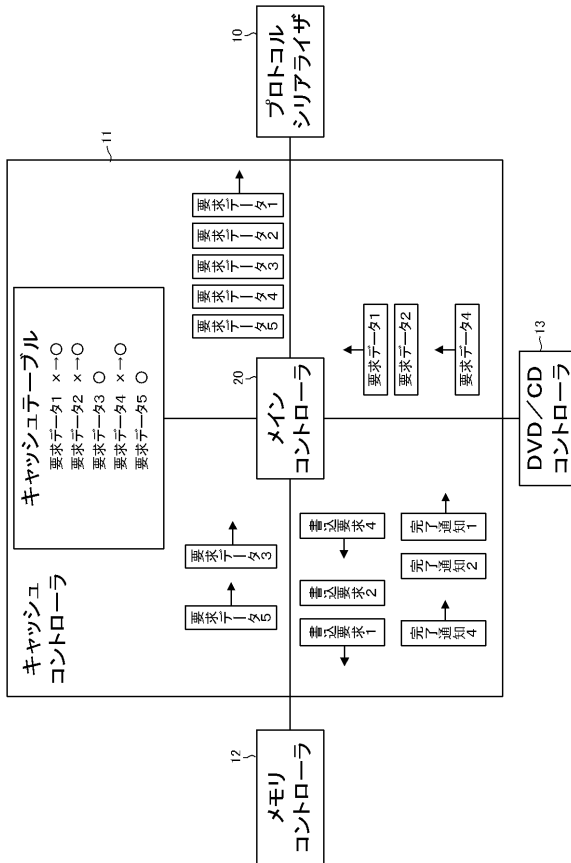 キャッシュ
コントローラ
11
キャッシュテーブル
要求データ1 ×→○
要求データ2 ×→○
要求データ3 ○
要求データ4 ×→○
要求データ5 ○
要求データ5
要求データ3
要求データ5
要求データ4
要求データ3
要求データ2
要求データ1
12
メモリ
コントローラ
20
メイン
コントローラ
10
プロトコル
シリアライザ
書込要求1
書込要求2
書込要求4
完了通知4
完了通知2
完了通知1
要求データ1
要求データ2
要求データ4
13
DVD/CD
コントローラ